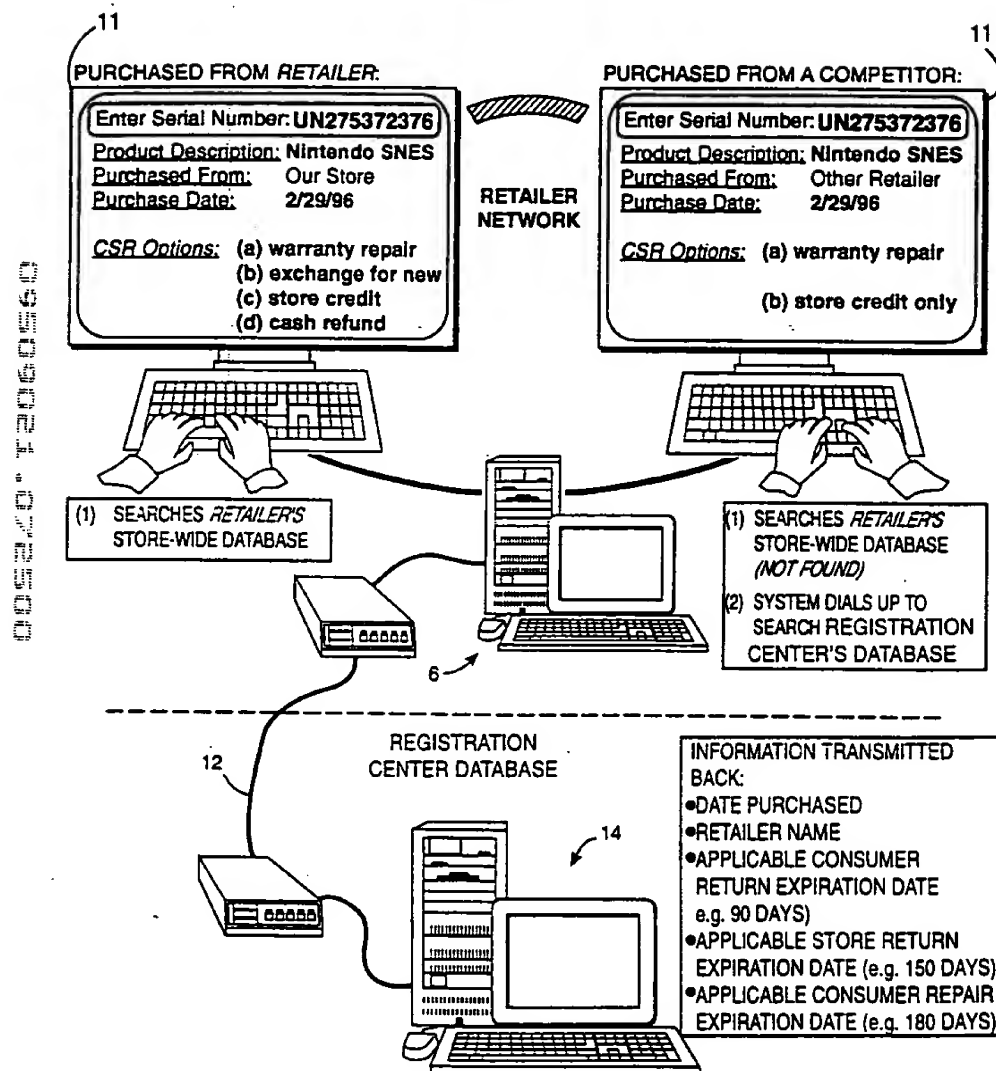 11
11
PURCHASED FROM RETAILER:
Enter Serial Number: UN275372376
Product Description: Nintendo SNES
Purchased From: Our Store
Purchase Date: 2/29/96
CSR Options: (a) warranty repair
(b) exchange for new
(c) store credit
(d) cash refund
RETAILER
NETWORK
PURCHASED FROM A COMPETITOR:
Enter Serial Number: UN275372376
Product Description: Nintendo SNES
Purchased From: Other Retailer
Purchase Date: 2/29/96
CSR Options: (a) warranty repair
(b) store credit only
(1) SEARCHES RETAILER'S
STORE-WIDE DATABASE
(1) SEARCHES RETAILER'S
STORE-WIDE DATABASE
(NOT FOUND)
(2) SYSTEM DIALS UP TO
SEARCH REGISTRATION
CENTER'S DATABASE
6
12
REGISTRATION
CENTER DATABASE
14
INFORMATION TRANSMITTED
BACK:
•DATE PURCHASED
•RETAILER NAME
•APPLICABLE CONSUMER
RETURN EXPIRATION DATE
e.g. 90 DAYS)
•APPLICABLE STORE RETURN
EXPIRATION DATE (e.g. 150 DAYS)
•APPLICABLE CONSUMER REPAIR
EXPIRATION DATE (e.g. 180 DAYS)